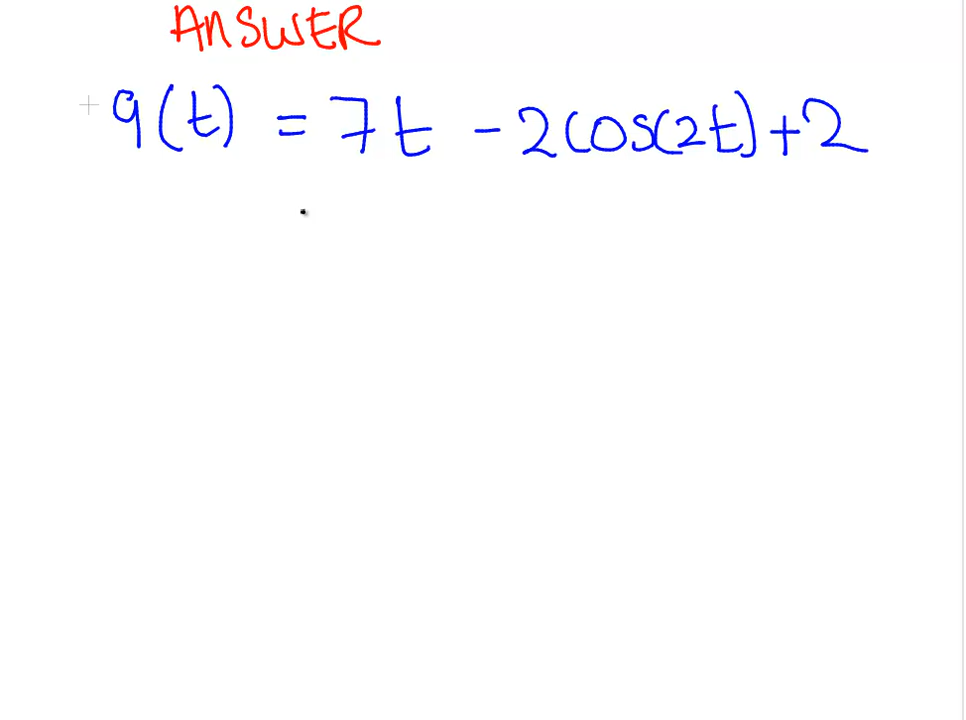 ANSWER
q(t) = 7t - 2cos(2t)+2